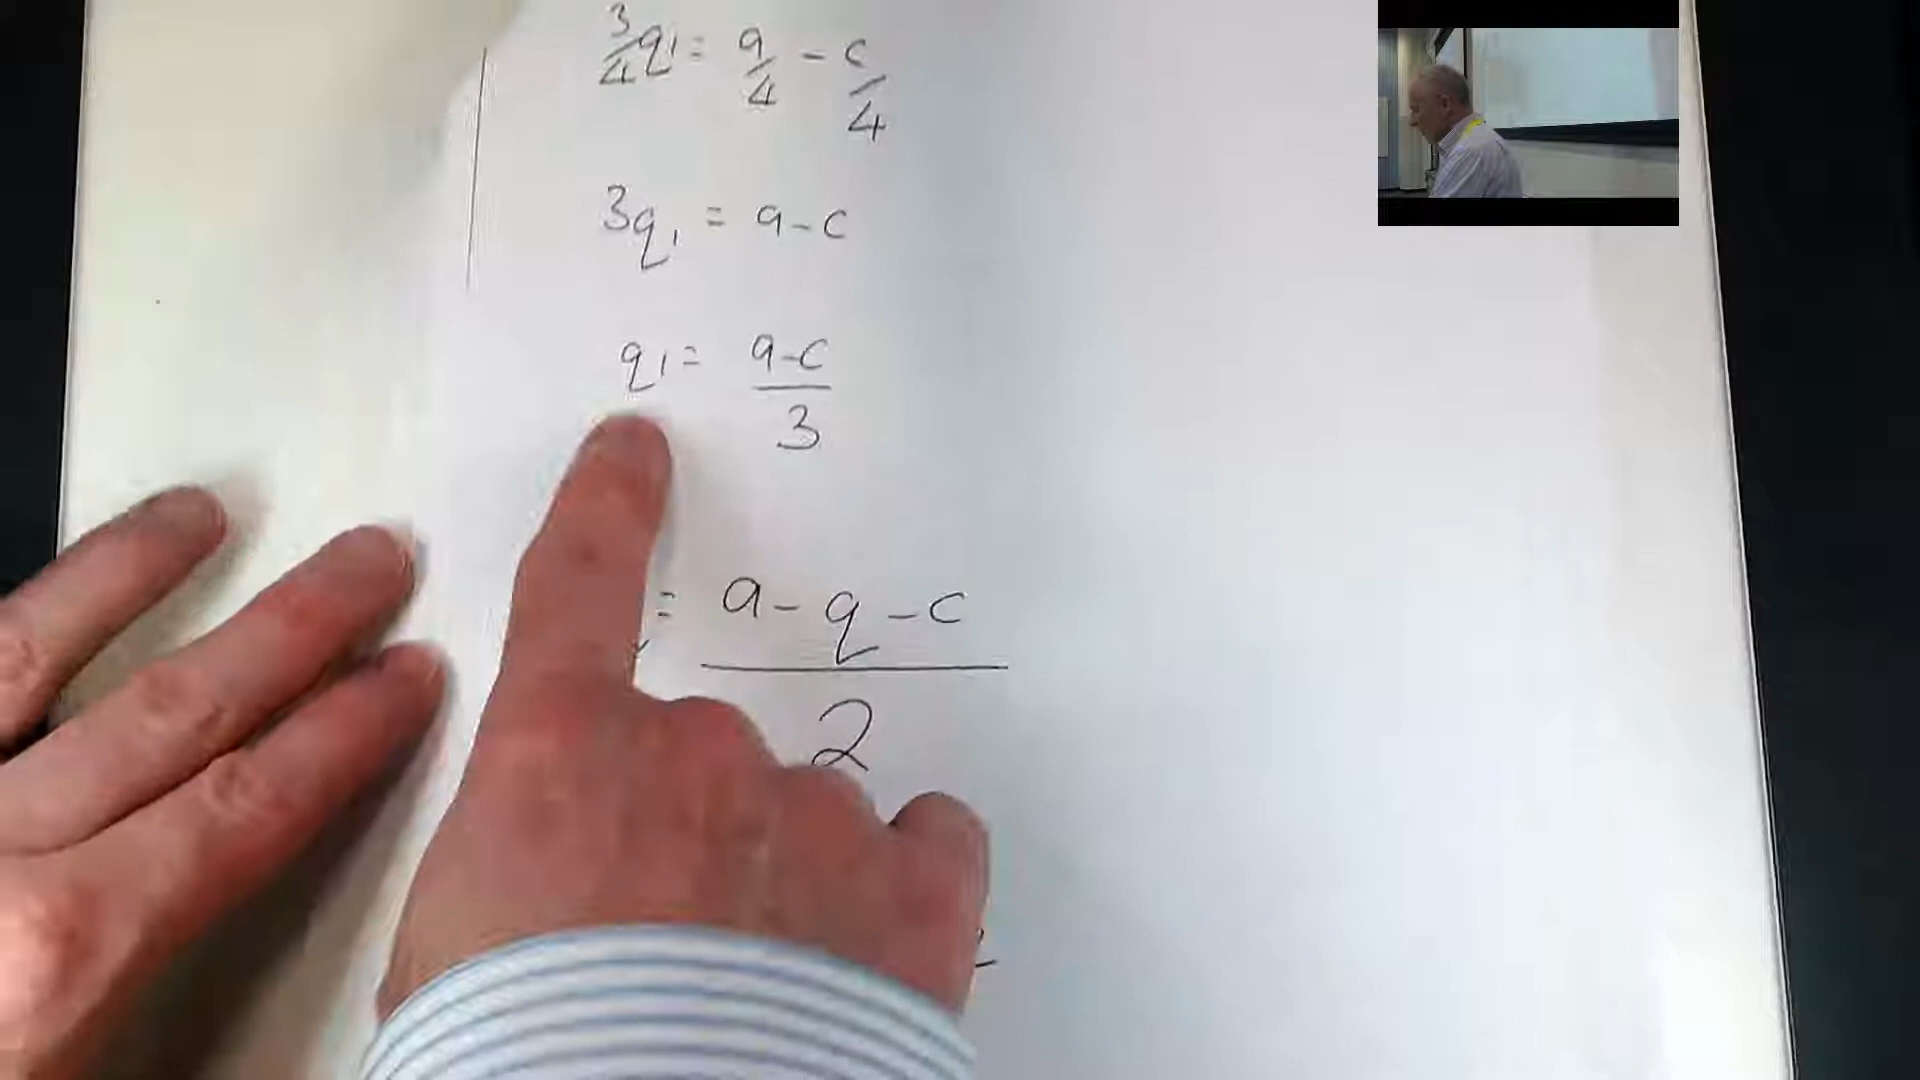 3/4 q1 = a/4 - c/4
3q1 = a-c
q1 = a-c
3
= a - q - c
2